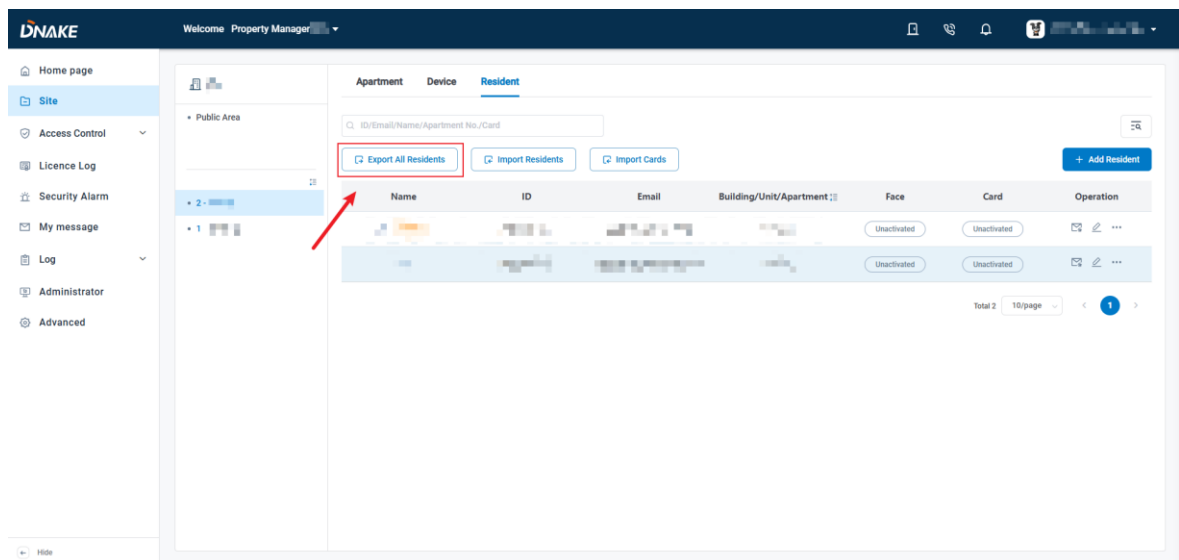 DNAKE
Welcome Property Manager
Home page
Site
Access Control
Licence Log
Security Alarm
My message
Log
Administrator
Advanced
Hide
Public Area
2 -
1
Apartment Device Resident
ID/Email/Name/Apartment No./Card
Export All Residents Import Residents Import Cards + Add Resident
Name ID Email Building/Unit/Apartment Face Card Operation
Unactivated Unactivated
Unactivated Unactivated
Total 2 10/page < 1 >